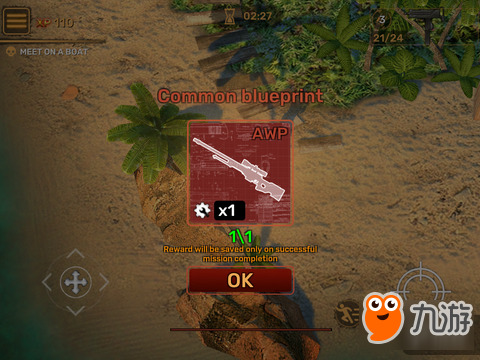 XP 110
02:27
21/24
MEET ON A BOAT
Common blueprint
AWP
x1
1\1
Reward will be saved only on successful
mission completion
OK
九游